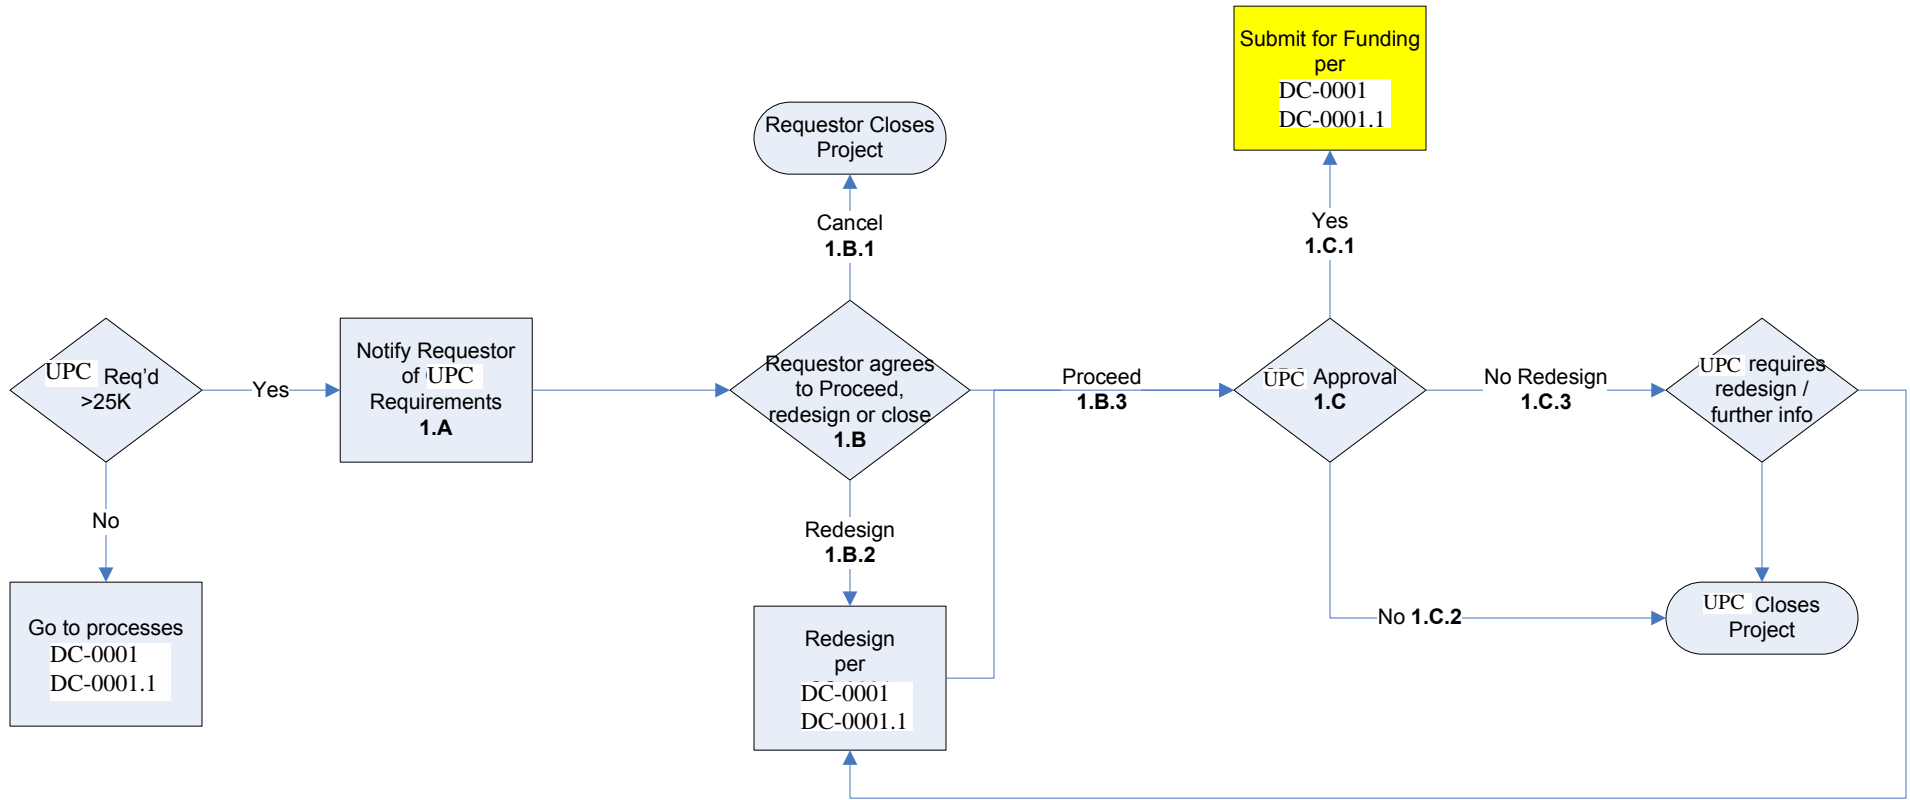 Submit for Funding
per
DC-0001
DC-0001.1
Requestor Closes
Project
Cancel
1.B.1
Yes
1.C.1
UPC Req'd
>25K
Yes
Notify Requestor
of UPC
Requirements
1.A
Requestor agrees
to Proceed,
redesign or close
1.B
Proceed
1.B.3
UPC Approval
1.C
No Redesign
1.C.3
UPC requires
redesign /
further info
No
Redesign
1.B.2
Go to processes
DC-0001
DC-0001.1
Redesign
per
DC-0001
DC-0001.1
No 1.C.2
UPC Closes
Project